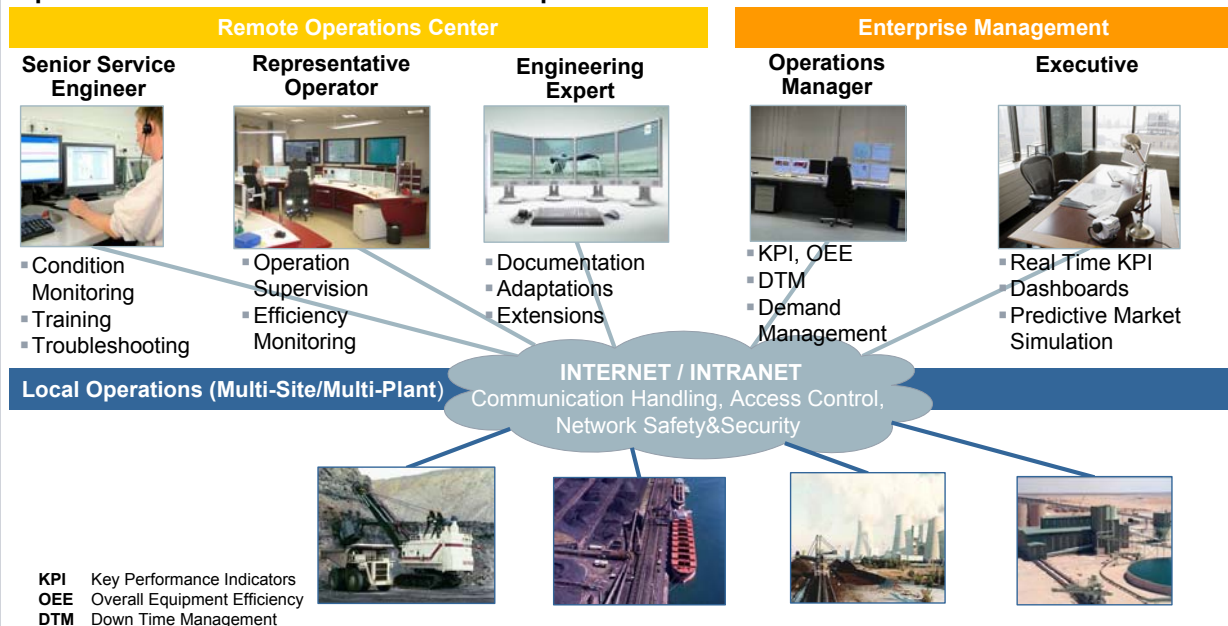 Remote Operations Center
Enterprise Management
Senior Service
Engineer
Representative
Operator
Engineering
Expert
Operations
Manager
Executive
▪Condition
Monitoring
▪Training
▪Troubleshooting
▪Operation
Supervision
▪Efficiency
Monitoring
▪Documentation
▪Adaptations
▪Extensions
▪KPI, OEE
▪DTM
▪Demand
Management
▪Real Time KPI
▪Dashboards
▪Predictive Market
Simulation
Local Operations (Multi-Site/Multi-Plant)
INTERNET / INTRANET
Communication Handling, Access Control,
Network Safety&Security
KPI Key Performance Indicators
OEE Overall Equipment Efficiency
DTM Down Time Management